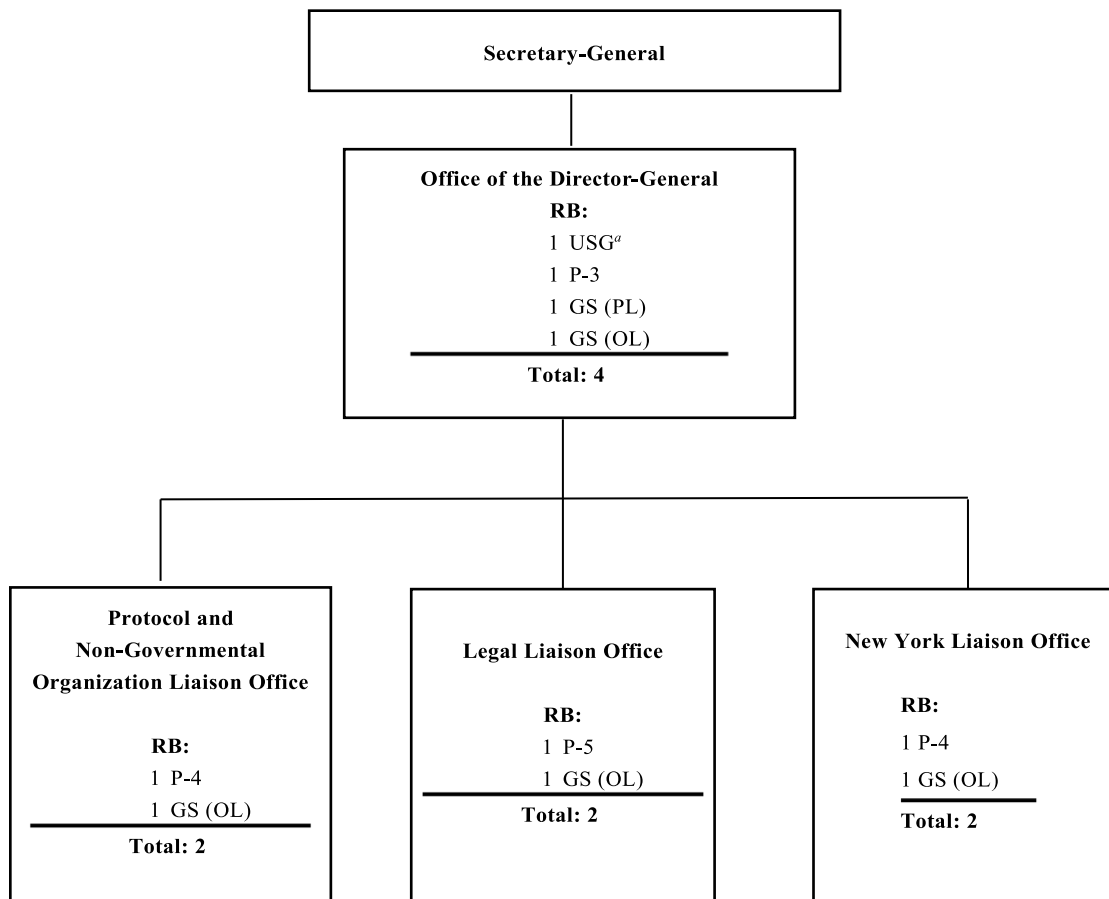 Secretary-General
Office of the Director-General
RB:
1 USGᵃ
1 P-3
1 GS (PL)
1 GS (OL)
Total: 4
Protocol and
Non-Governmental
Organization Liaison Office
RB:
1 P-4
1 GS (OL)
Total: 2
Legal Liaison Office
RB:
1 P-5
1 GS (OL)
Total: 2
New York Liaison Office
RB:
1 P-4
1 GS (OL)
Total: 2